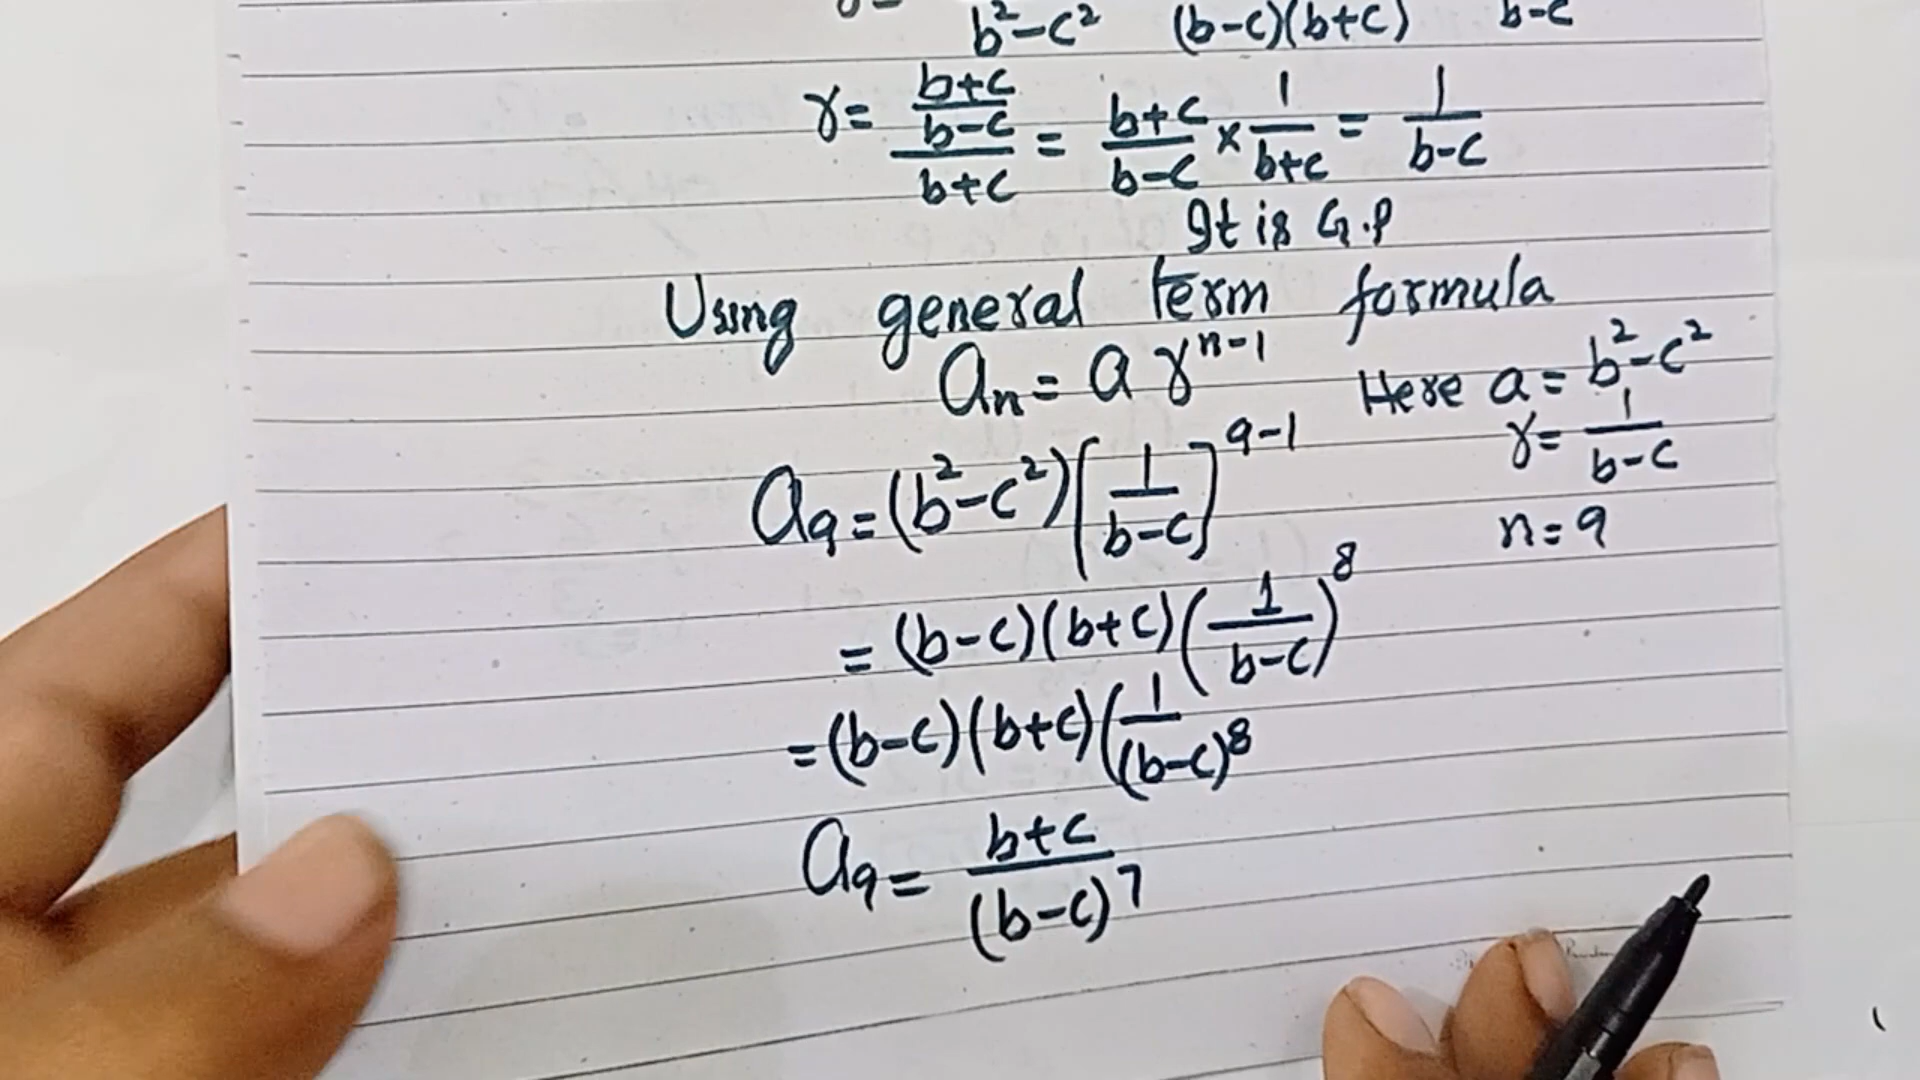 b²-c² (b-c)(b+c) b-c
r= (b+c)/(b-c)/(b+c) = (b+c)/(b-c) × 1/(b+c) = 1/(b-c)
It is G.P
Using general term formula
aₙ= a rⁿ⁻¹ Here a = b²-c²
r= 1/(b-c)
a₉=(b²-c²)[1/(b-c)]⁹⁻¹
n=9
=(b-c)(b+c)(1/(b-c))⁸
=(b-c)(b+c)(1/(b-c)⁸
a₉= (b+c)/(b-c)⁷